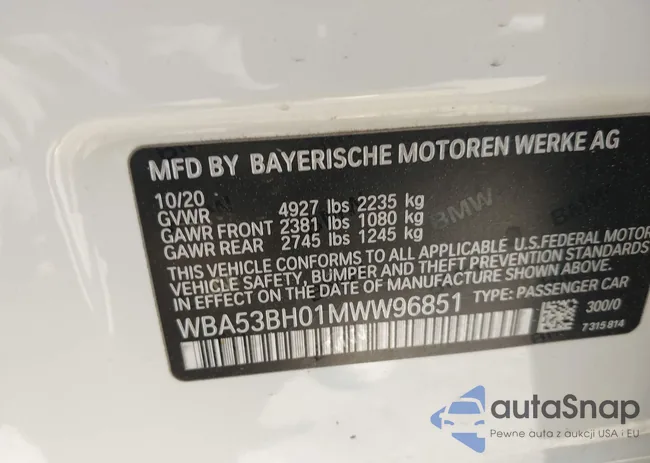 MFD BY BAYERISCHE MOTOREN WERKE AG
10/20
GVWR 4927 lbs 2235 kg
GAWR FRONT 2381 lbs 1080 kg
GAWR REAR 2745 lbs 1245 kg
THIS VEHICLE CONFORMS TO ALL APPLICABLE U.S.FEDERAL MOTOR
VEHICLE SAFETY, BUMPER AND THEFT PREVENTION STANDARDS
IN EFFECT ON THE DATE OF MANUFACTURE SHOWN ABOVE.
WBA53BH01MWW96851 TYPE: PASSENGER CAR
300/0
7315814
BMW
autaSnap
Pewne auta z aukcji USA i EU